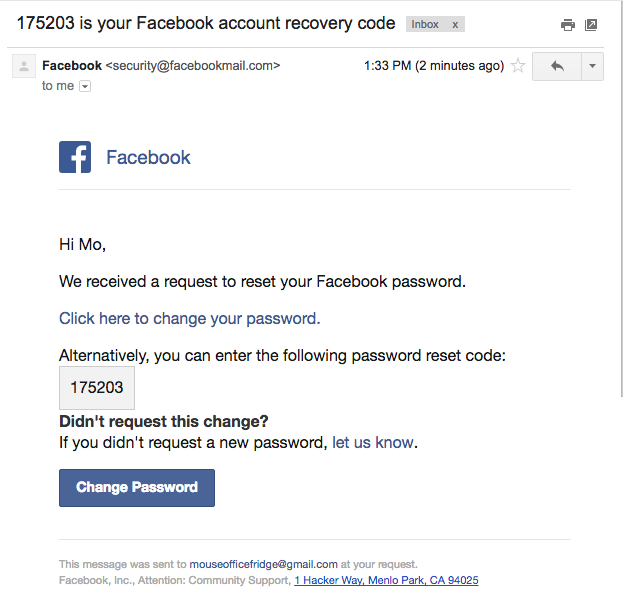 175203 is your Facebook account recovery code Inbox x
Facebook <security@facebookmail.com> 1:33 PM (2 minutes ago)
to me
Facebook
Hi Mo,
We received a request to reset your Facebook password.
Click here to change your password.
Alternatively, you can enter the following password reset code:
175203
Didn't request this change?
If you didn't request a new password, let us know.
Change Password
This message was sent to mouseofficefridge@gmail.com at your request.
Facebook, Inc., Attention: Community Support, 1 Hacker Way, Menlo Park, CA 94025